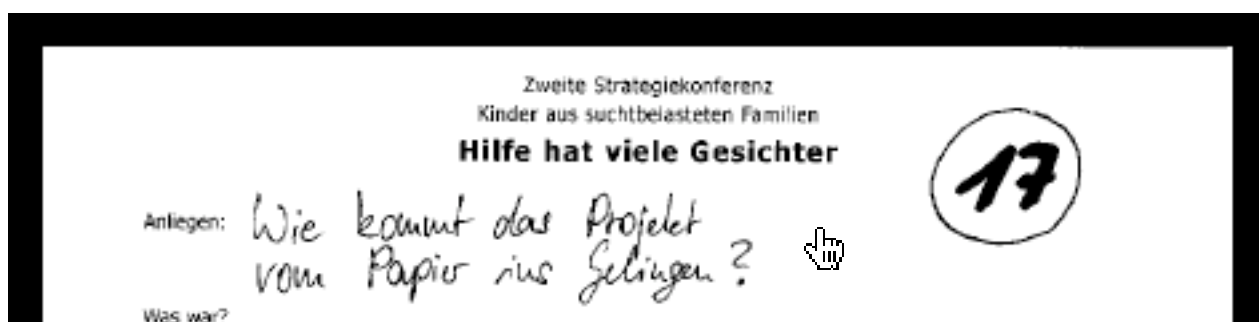 Zweite Strategiekonferenz
Kinder aus suchtbelasteten Familien
Hilfe hat viele Gesichter
17
Anliegen: Wie kommt das Projekt
vom Papier ins Gelingen?
Was war?